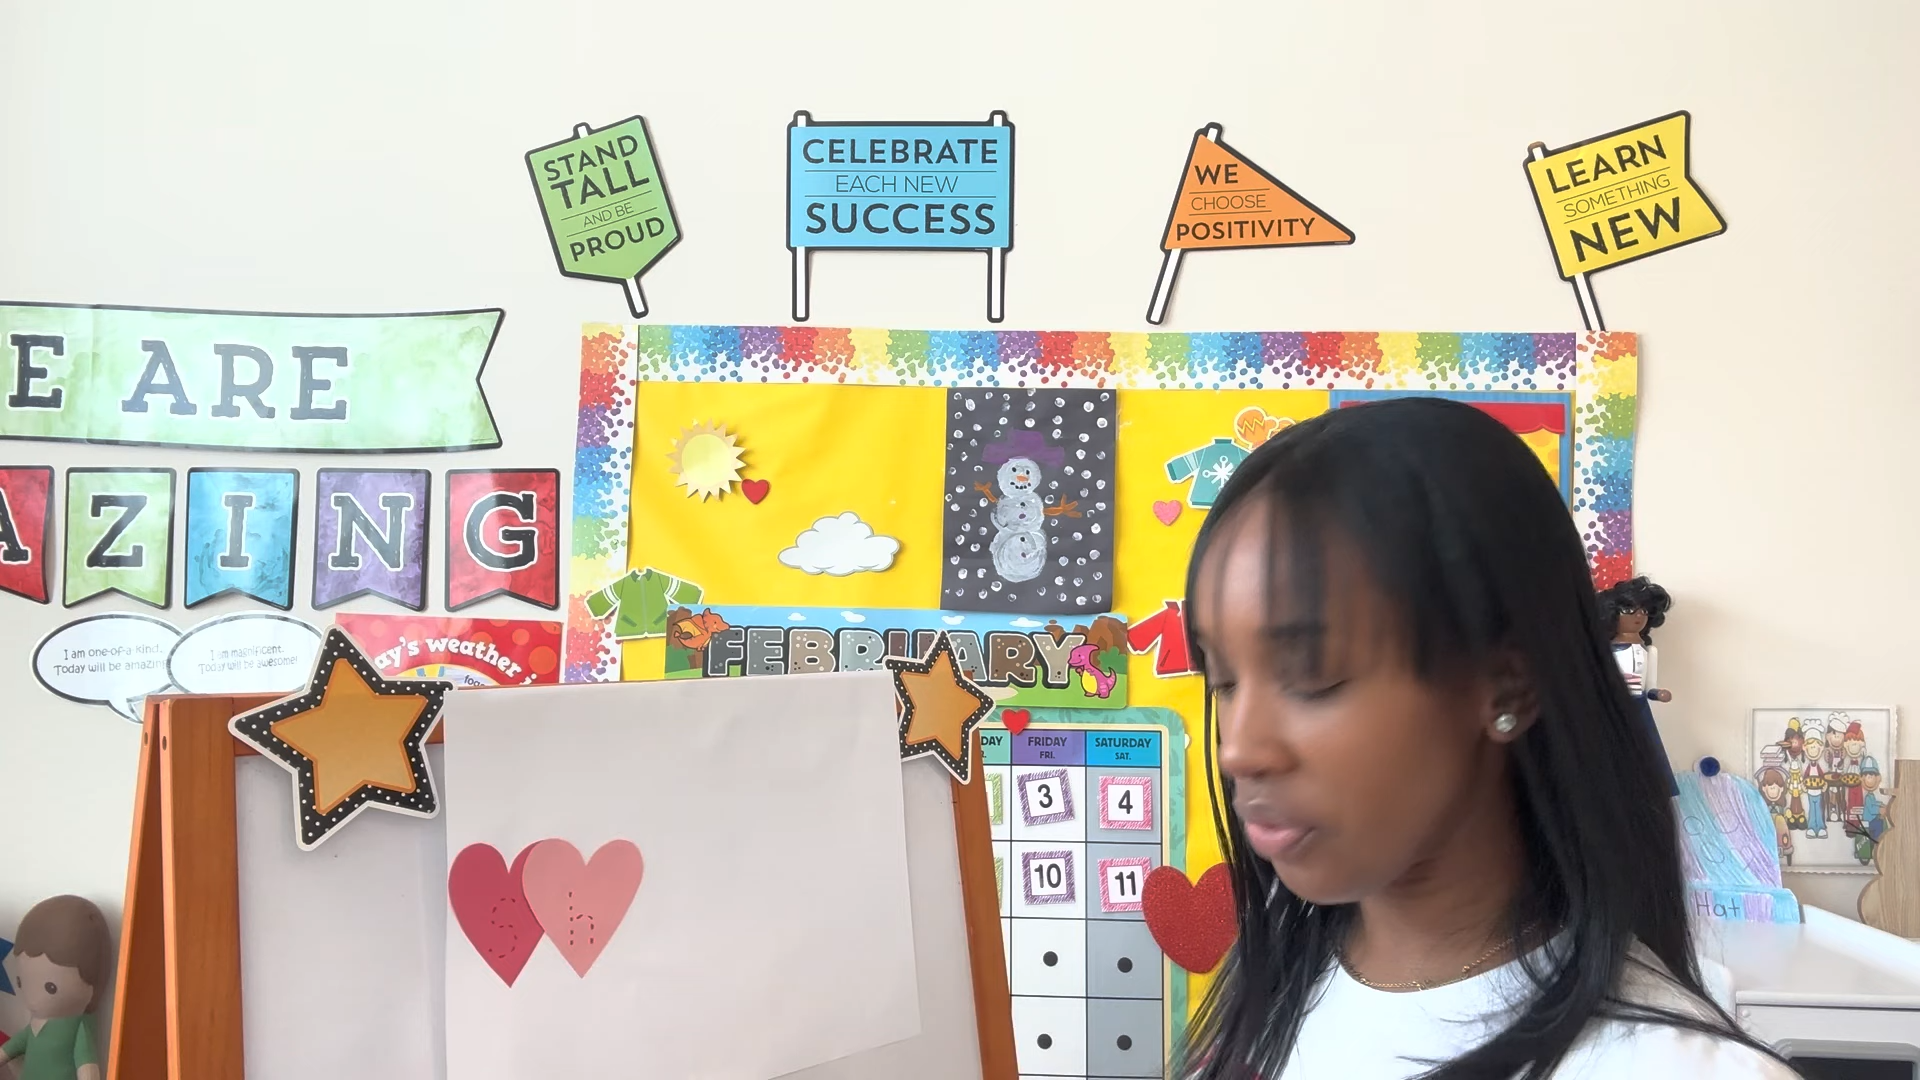 STAND
TALL
AND BE
PROUD
CELEBRATE
EACH NEW
SUCCESS
WE
CHOOSE
POSITIVITY
LEARN
SOMETHING
NEW
E ARE
AZING
I am one-of-a kind.
Today will be amazin
I am magnificent.
Today will be awesome!
ay's weather
FEBRUARY
DAY
FRIDAY
FRI.
SATURDAY
SAT.
3
4
10
11
s h
Hat